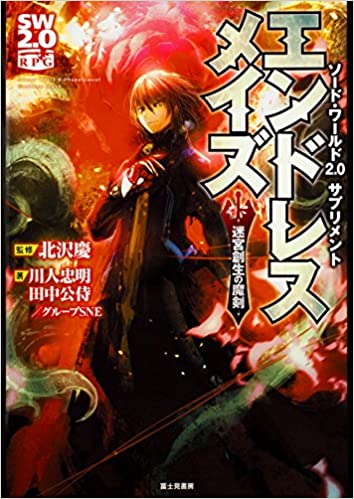 SW
2.0
RPG
ソード・ワールド2.0 サプリメント
エンドレス
メイズ
迷宮創生の魔剣
監修 北沢慶
著 川人忠明
田中公侍
/グループSNE
富士見書房